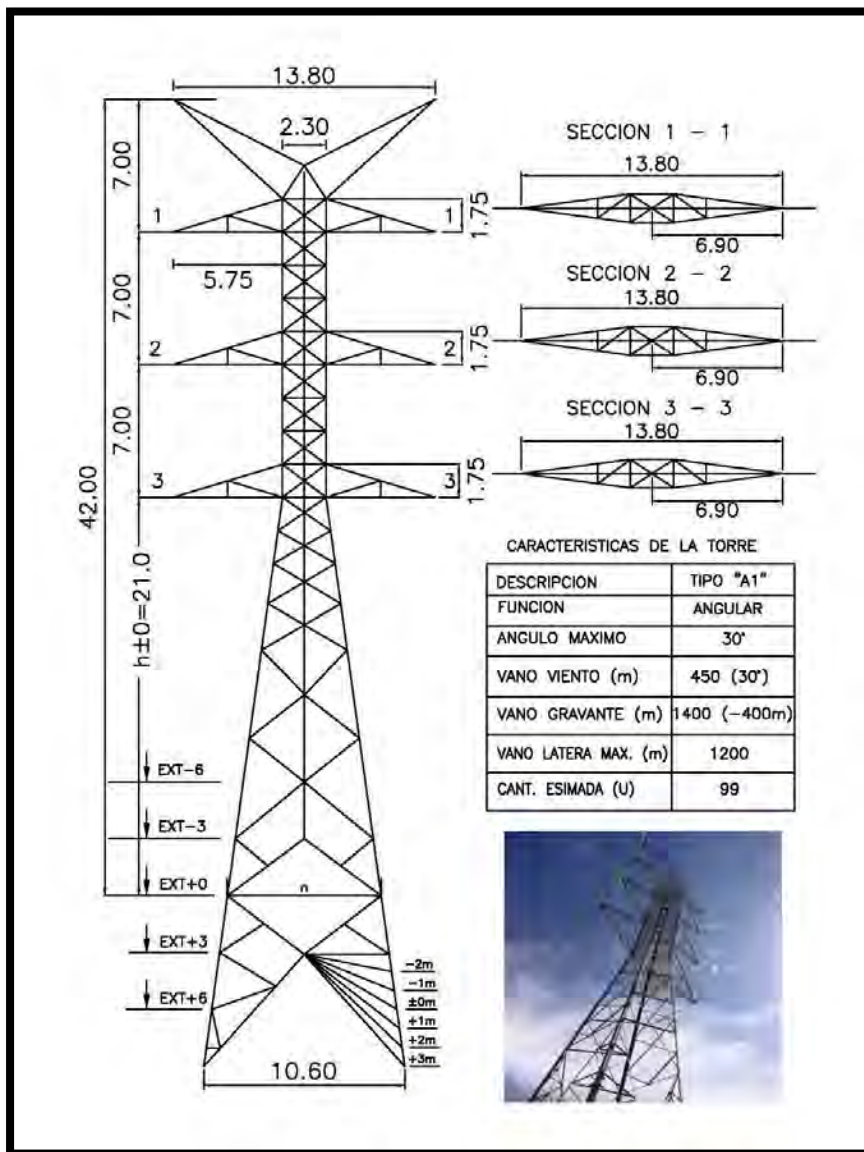 13.80
2.30
7.00
1 1
1.75
5.75
7.00
2 2
1.75
7.00
3 3
1.75
42.00
h±0=21.0
EXT-6
EXT-3
EXT+0
n
EXT+3
EXT+6
-2m
-1m
±0m
+1m
+2m
+3m
10.60
SECCION 1 - 1
13.80
6.90
SECCION 2 - 2
13.80
6.90
SECCION 3 - 3
13.80
6.90
CARACTERISTICAS DE LA TORRE
DESCRIPCION TIPO "A1"
FUNCION ANGULAR
ANGULO MAXIMO 30°
VANO VIENTO (m) 450 (30°)
VANO GRAVANTE (m) 1400 (-400m)
VANO LATERA MAX. (m) 1200
CANT. ESIMADA (U) 99